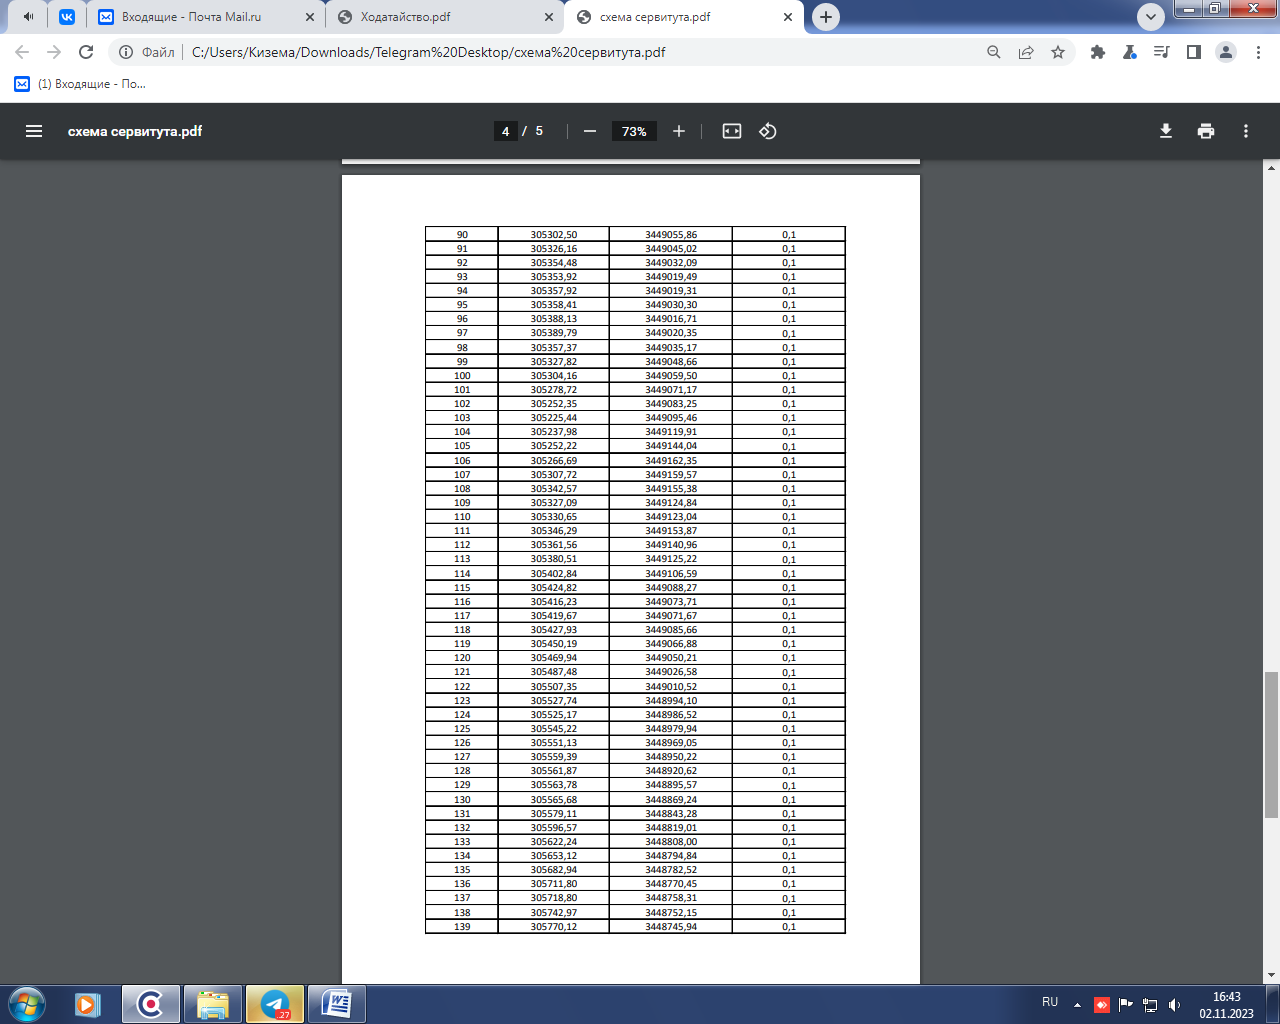 Входящие - Почта Mail.ru
Ходатайство.pdf
схема сервитута.pdf
Файл
C:/Users/Кизема/Downloads/Telegram%20Desktop/схема%20сервитута.pdf
(1) Входящие - По...
схема сервитута.pdf
4 / 5
73%
90 305302,50 3449055,86 0,1
91 305326,16 3449045,02 0,1
92 305354,48 3449032,09 0,1
93 305353,92 3449019,49 0,1
94 305357,92 3449019,31 0,1
95 305358,41 3449030,30 0,1
96 305388,13 3449016,71 0,1
97 305389,79 3449020,35 0,1
98 305357,37 3449035,17 0,1
99 305327,82 3449048,66 0,1
100 305304,16 3449059,50 0,1
101 305278,72 3449071,17 0,1
102 305252,35 3449083,25 0,1
103 305225,44 3449095,46 0,1
104 305237,98 3449119,91 0,1
105 305252,22 3449144,04 0,1
106 305266,69 3449162,35 0,1
107 305307,72 3449159,57 0,1
108 305342,57 3449155,38 0,1
109 305327,09 3449124,84 0,1
110 305330,65 3449123,04 0,1
111 305346,29 3449153,87 0,1
112 305361,56 3449140,96 0,1
113 305380,51 3449125,22 0,1
114 305402,84 3449106,59 0,1
115 305424,82 3449088,27 0,1
116 305416,23 3449073,71 0,1
117 305419,67 3449071,67 0,1
118 305427,93 3449085,66 0,1
119 305450,19 3449066,88 0,1
120 305469,94 3449050,21 0,1
121 305487,48 3449026,58 0,1
122 305507,35 3449010,52 0,1
123 305527,74 3448994,10 0,1
124 305525,17 3448986,52 0,1
125 305545,22 3448979,94 0,1
126 305551,13 3448969,05 0,1
127 305559,39 3448950,22 0,1
128 305561,87 3448920,62 0,1
129 305563,78 3448895,57 0,1
130 305565,68 3448869,24 0,1
131 305579,11 3448843,28 0,1
132 305596,57 3448819,01 0,1
133 305622,24 3448808,00 0,1
134 305653,12 3448794,84 0,1
135 305682,94 3448782,52 0,1
136 305711,80 3448770,45 0,1
137 305718,80 3448758,31 0,1
138 305742,97 3448752,15 0,1
139 305770,12 3448745,94 0,1
27
RU
16:43
02.11.2023